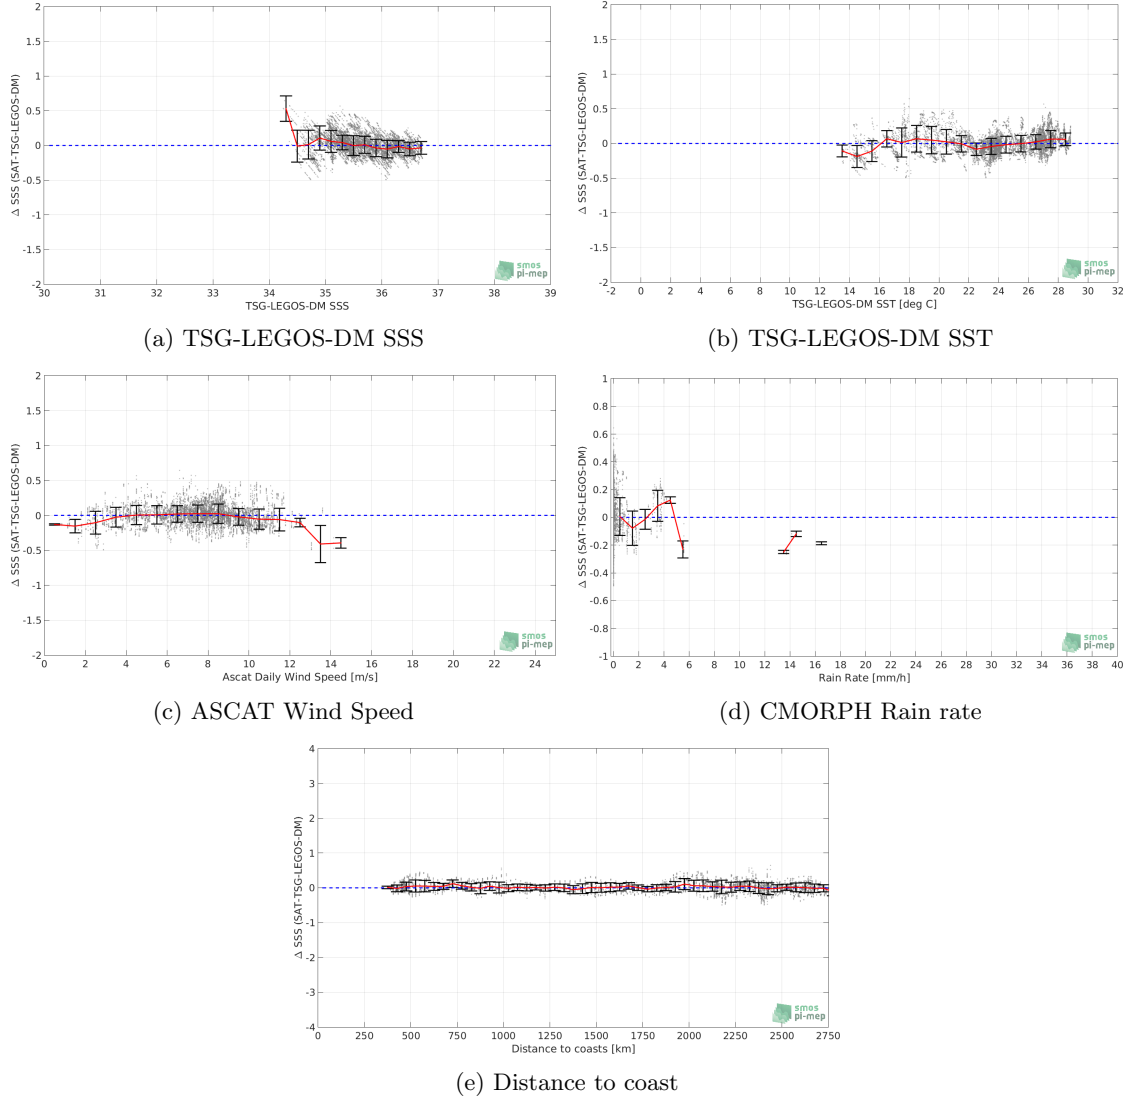 2
1.5
1
0.5
0
-0.5
-1
-1.5
-2
Δ SSS (SAT-TSG-LEGOS-DM)
30 31 32 33 34 35 36 37 38 39
TSG-LEGOS-DM SSS
smos
pi-mep
(a) TSG-LEGOS-DM SSS
2
1.5
1
0.5
0
-0.5
-1
-1.5
-2
Δ SSS (SAT-TSG-LEGOS-DM)
-2 0 2 4 6 8 10 12 14 16 18 20 22 24 26 28 30 32
TSG-LEGOS-DM SST [deg C]
smos
pi-mep
(b) TSG-LEGOS-DM SST
2
1.5
1
0.5
0
-0.5
-1
-1.5
-2
Δ SSS (SAT-TSG-LEGOS-DM)
0 2 4 6 8 10 12 14 16 18 20 22 24
Ascat Daily Wind Speed [m/s]
smos
pi-mep
(c) ASCAT Wind Speed
1
0.8
0.6
0.4
0.2
0
-0.2
-0.4
-0.6
-0.8
-1
Δ SSS (SAT-TSG-LEGOS-DM)
0 2 4 6 8 10 12 14 16 18 20 22 24 26 28 30 32 34 36 38 40
Rain Rate [mm/h]
smos
pi-mep
(d) CMORPH Rain rate
4
3
2
1
0
-1
-2
-3
-4
Δ SSS (SAT-TSG-LEGOS-DM)
0 250 500 750 1000 1250 1500 1750 2000 2250 2500 2750
Distance to coasts [km]
smos
pi-mep
(e) Distance to coast